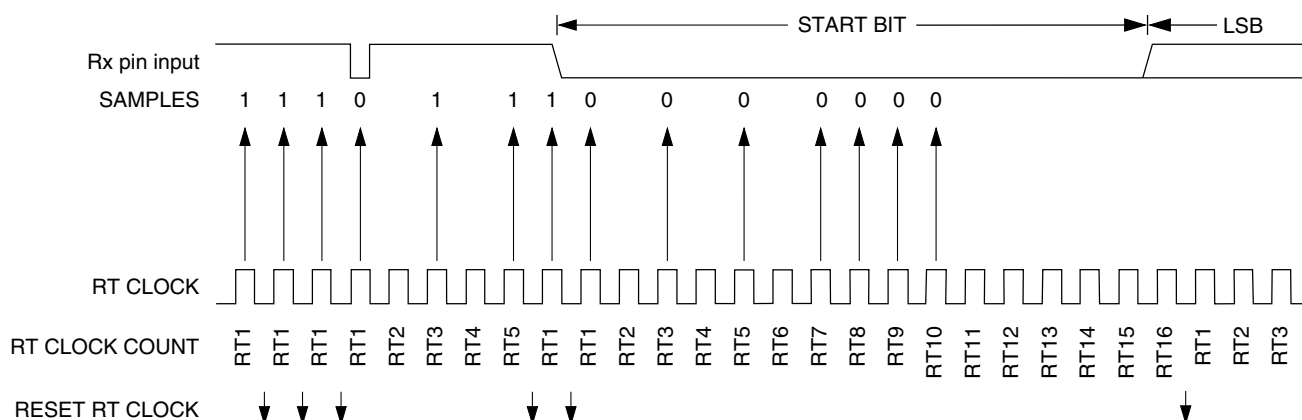 START BIT LSB
Rx pin input
SAMPLES 1 1 1 0 1 1 1 0 0 0 0 0 0 0
RT CLOCK
RT CLOCK COUNT RT1 RT1 RT1 RT1 RT2 RT3 RT4 RT5 RT1 RT1 RT2 RT3 RT4 RT5 RT6 RT7 RT8 RT9 RT10 RT11 RT12 RT13 RT14 RT15 RT16 RT1 RT2 RT3
RESET RT CLOCK